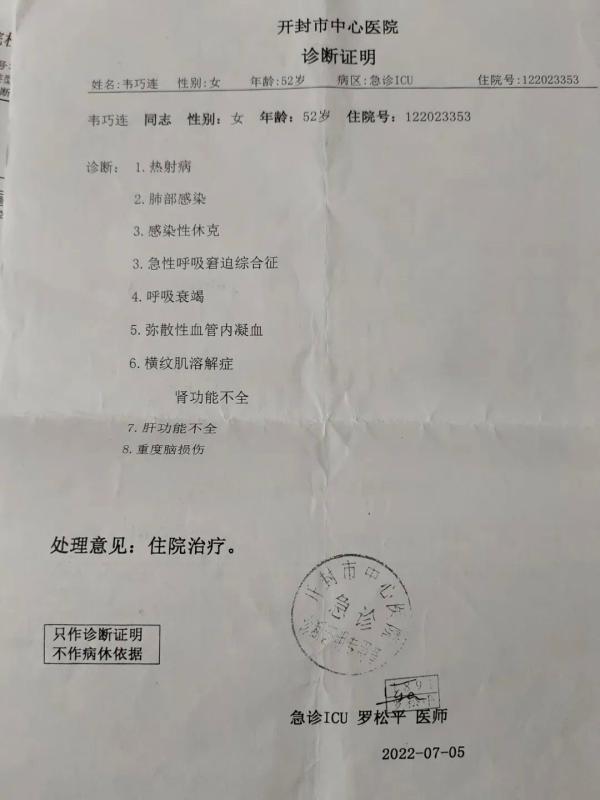 开封市中心医院
诊断证明
姓名:韦巧连 性别:女 年龄:52岁 病区:急诊ICU 住院号:122023353
韦巧连 同志 性别:女 年龄:52岁 住院号:122023353
诊断: 1.热射病
2.肺部感染
3.感染性休克
3.急性呼吸窘迫综合征
4.呼吸衰竭
5.弥散性血管内凝血
6.横纹肌溶解症
肾功能不全
7.肝功能不全
8.重度脑损伤
处理意见:住院治疗。
开封市中心医院
急诊
只作诊断证明
不作病休依据
急诊ICU 罗松平 医师
2022-07-05